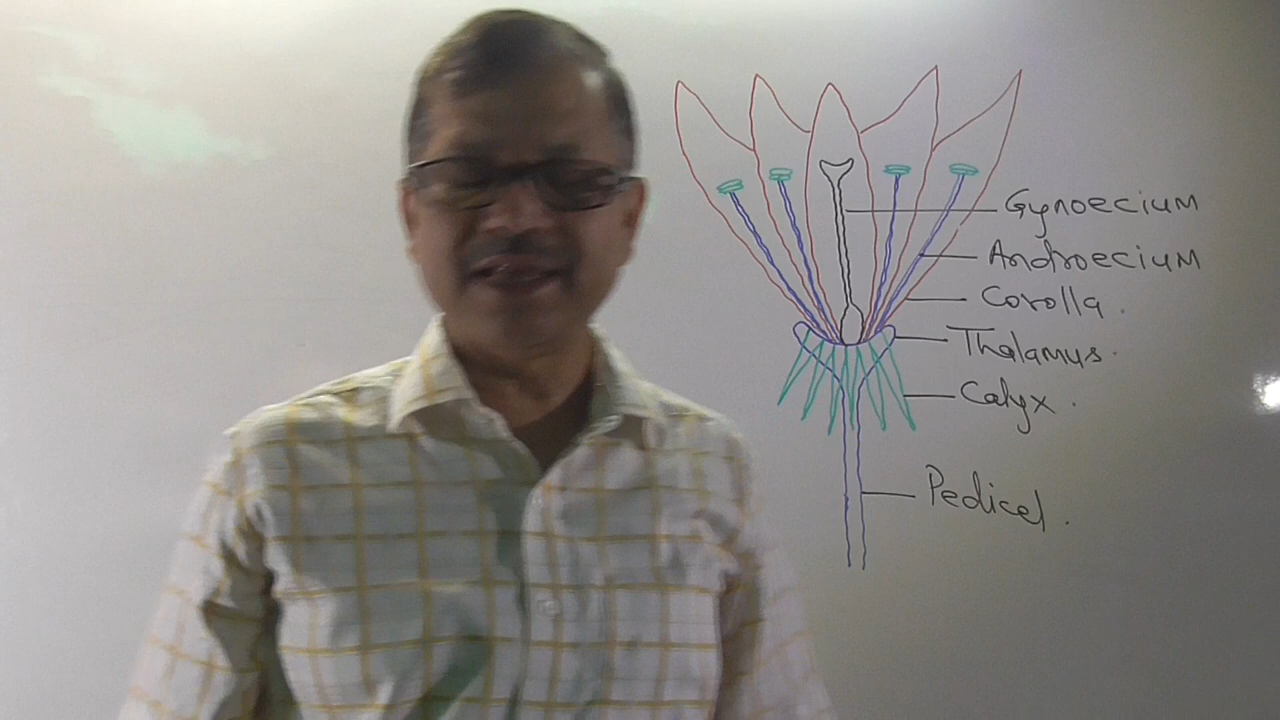 Gynoecium
Androecium
Corolla.
Thalamus.
Calyx.
Pedicel.